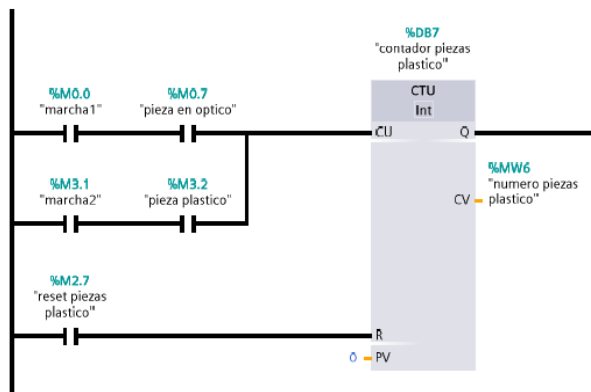 %DB7
"contador piezas
plastico"
%M0.0
"marcha1"
%M0.7
"pieza en optico"
CTU
Int
CU
Q
%M3.1
"marcha2"
%M3.2
"pieza plastico"
%MW6
"numero piezas
plastico"
CV
%M2.7
"reset piezas
plastico"
R
0
PV